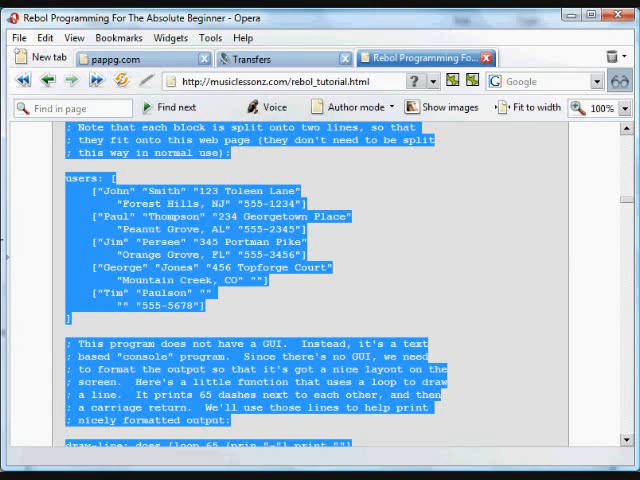 Rebol Programming For The Absolute Beginner - Opera
File Edit View Bookmarks Widgets Tools Help
New tab pappg.com Transfers Rebol Programming Fo...
http://musiclessonz.com/rebol_tutorial.html ? Google
Find in page Find next Voice Author mode Show images Fit to width 100%
; Note that each block is split onto two lines, so that
; they fit onto this web page (they don't need to be split
; this way in normal use):
users: [
["John" "Smith" "123 Toleen Lane"
"Forest Hills, NJ" "555-1234"]
["Paul" "Thompson" "234 Georgetown Place"
"Peanut Grove, AL" "555-2345"]
["Jim" "Persee" "345 Portman Pike"
"Orange Grove, FL" "555-3456"]
["George" "Jones" "456 Topforge Court"
"Mountain Creek, CO" ""]
["Tim" "Paulson" ""
"" "555-5678"]
]
; This program does not have a GUI. Instead, it's a text
; based "console" program. Since there's no GUI, we need
; to format the output so that it's got a nice layout on the
; screen. Here's a little function that uses a loop to draw
; a line. It prints 65 dashes next to each other, and then
; a carriage return. We'll use those lines to help print
; nicely formatted output:
draw-line: does [loop 65 [prin "-"] print ""]